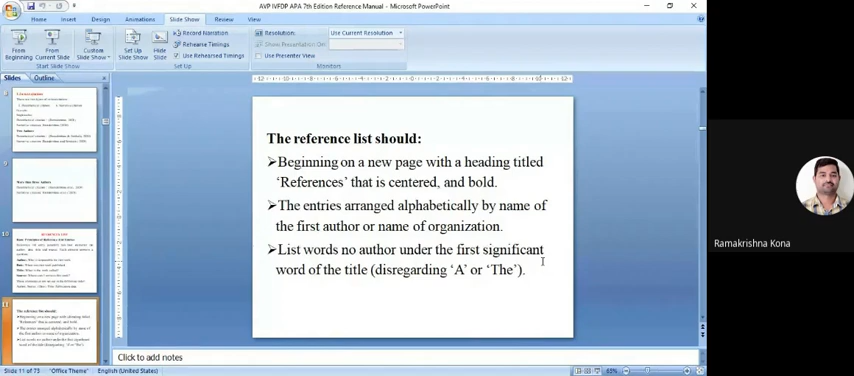 AVP IVFDP APA 7th Edition Reference Manual - Microsoft PowerPoint
Home Insert Design Animations Slide Show Review View
From Beginning
From Current Slide
Custom Slide Show
Set Up Slide Show
Hide Slide
Record Narration
Rehearse Timings
Use Rehearsed Timings
Resolution: Use Current Resolution
Show Presentation On:
Use Presenter View
Start Slide Show Set Up Monitors
Slides Outline
The reference list should:
➢Beginning on a new page with a heading titled
‘References’ that is centered, and bold.
➢The entries arranged alphabetically by name of
the first author or name of organization.
➢List words no author under the first significant
word of the title (disregarding ‘A’ or ‘The’).
Ramakrishna Kona
9
10
11
Click to add notes
Slide 11 of 73 "Office Theme" English (United States) 65%